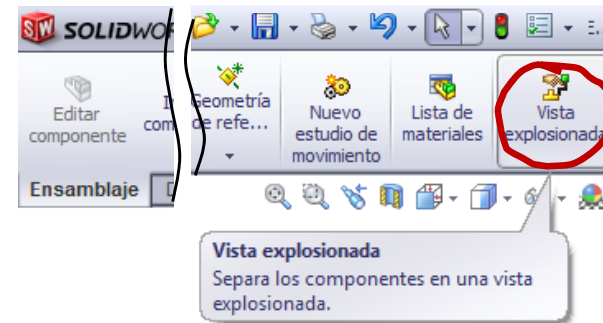 SOLIDWO
Editar
componente
I
com
Geometría
de refe...
Nuevo
estudio de
movimiento
Lista de
materiales
Vista
explosionada
Ensamblaje
Vista explosionada
Separa los componentes en una vista
explosionada.